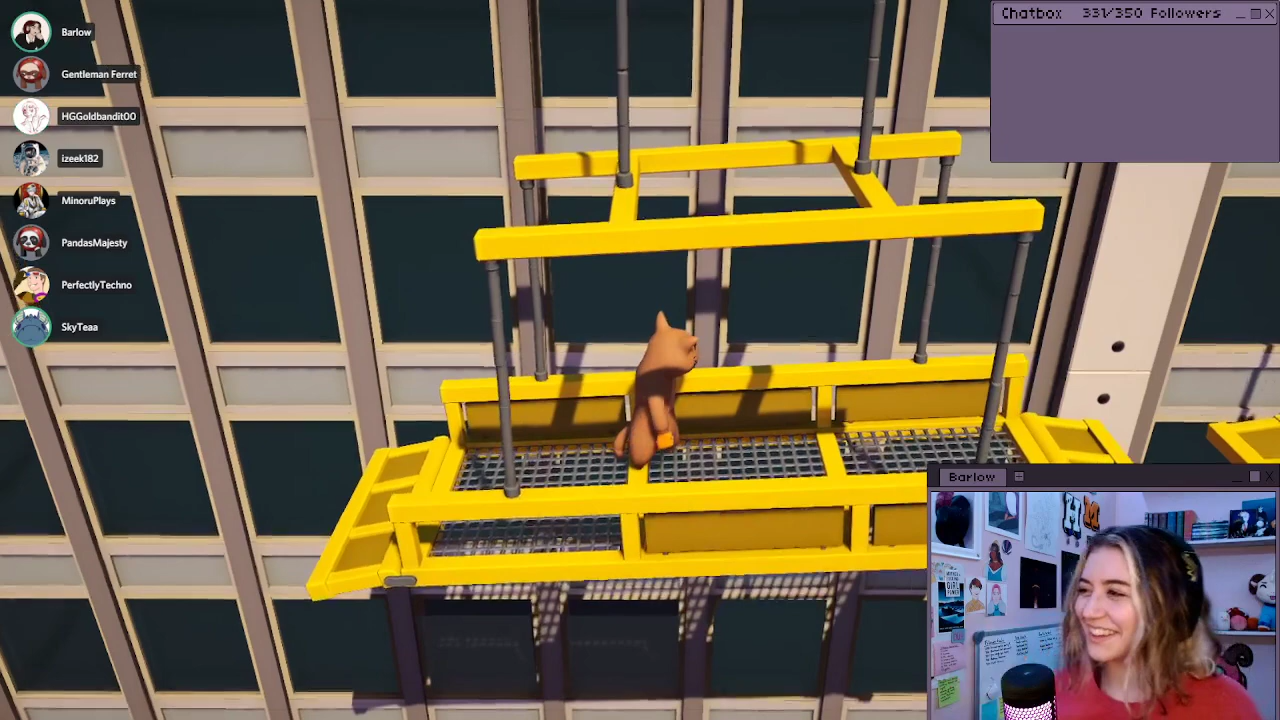 Barlow
Gentleman Ferret
HGGoldbandit00
izeek182
MinoruPlays
PandasMajesty
PerfectlyTechno
SkyTeaa
Chatbox 331/350 Followers
Barlow
H M